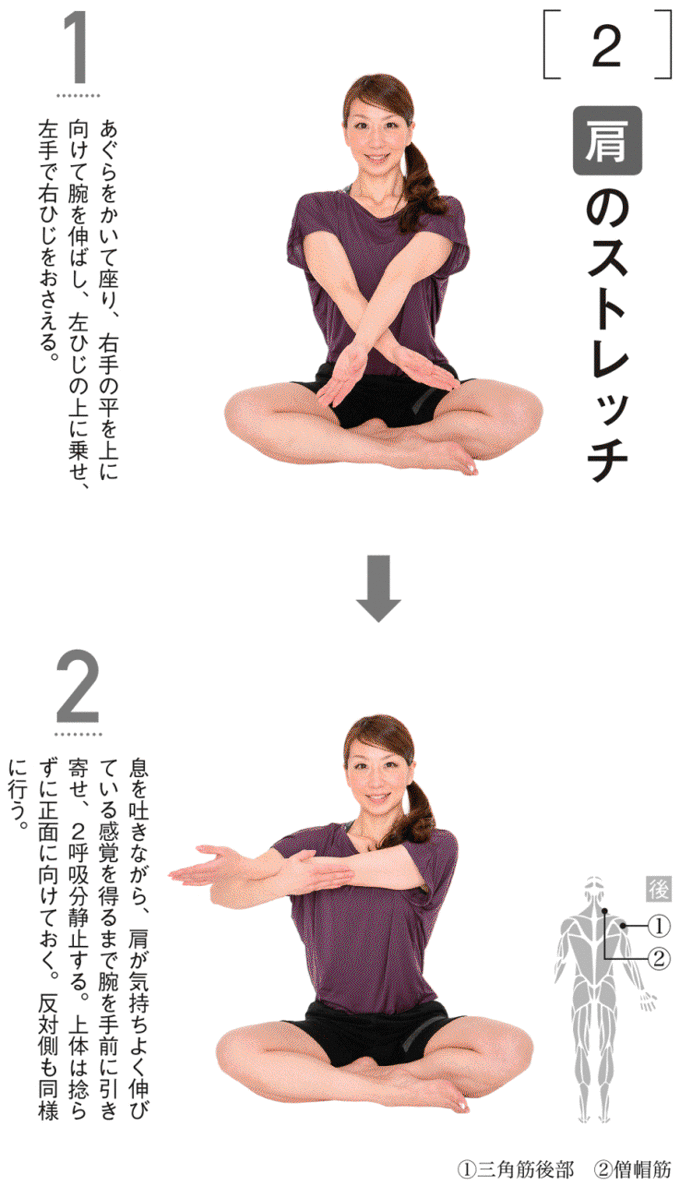 2
肩のストレッチ
1
あぐらをかいて座り、右手の平を上に
向けて腕を伸ばし、左ひじの上に乗せ、
左手で右ひじをおさえる。
2
息を吐きながら、肩が気持ちよく伸び
ている感覚を得るまで腕を手前に引き
寄せ、2呼吸分静止する。上体は捻ら
ずに正面に向けておく。反対側も同様
に行う。
後
①
②
①三角筋後部　②僧帽筋